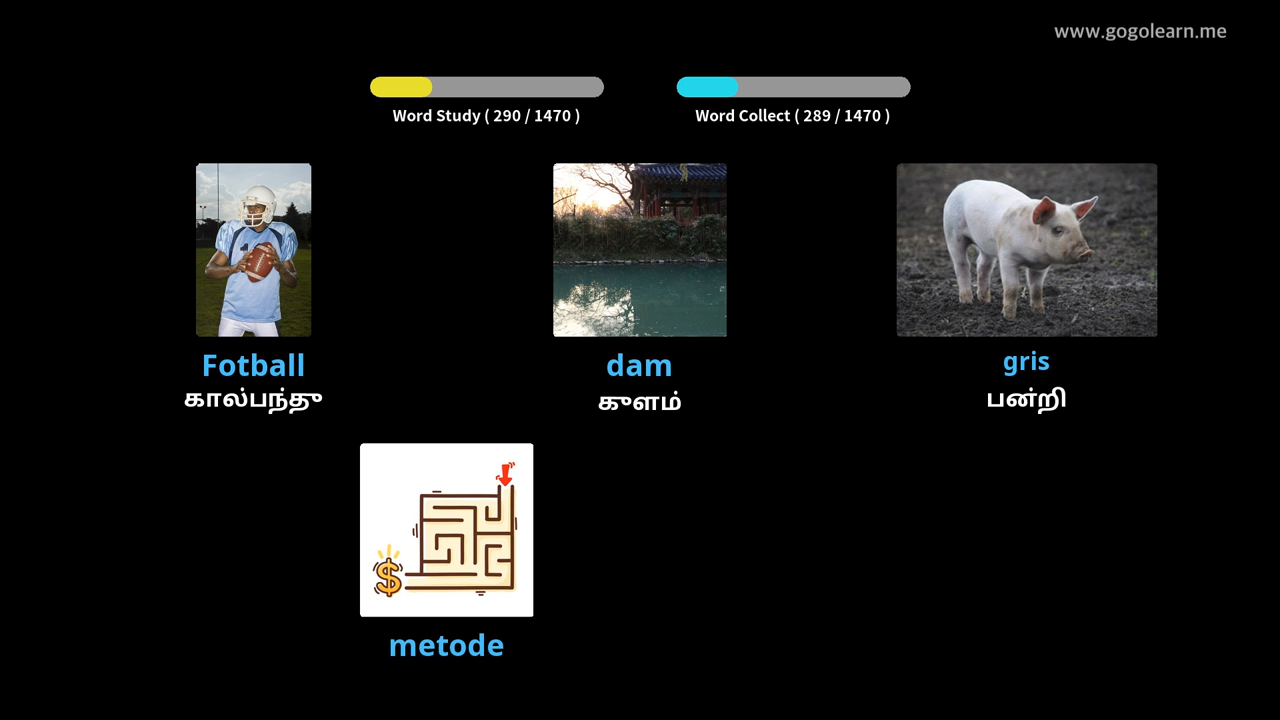 www.gogolearn.me
Word Study ( 290 / 1470 )
Word Collect ( 289 / 1470 )
Fotball
கால்பந்து
dam
குளம்
gris
பன்றி
$
metode